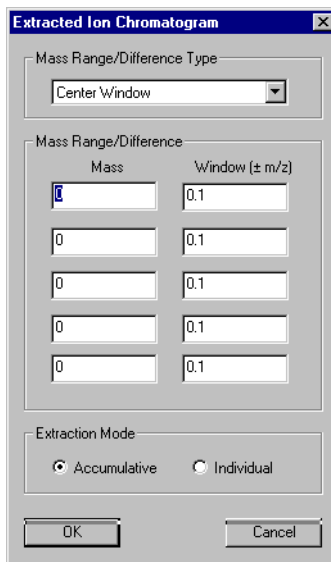 Extracted Ion Chromatogram
Mass Range/Difference Type
Center Window
Mass Range/Difference
Mass Window (± m/z)
0 0.1
0 0.1
0 0.1
0 0.1
0 0.1
Extraction Mode
Accumulative Individual
OK Cancel